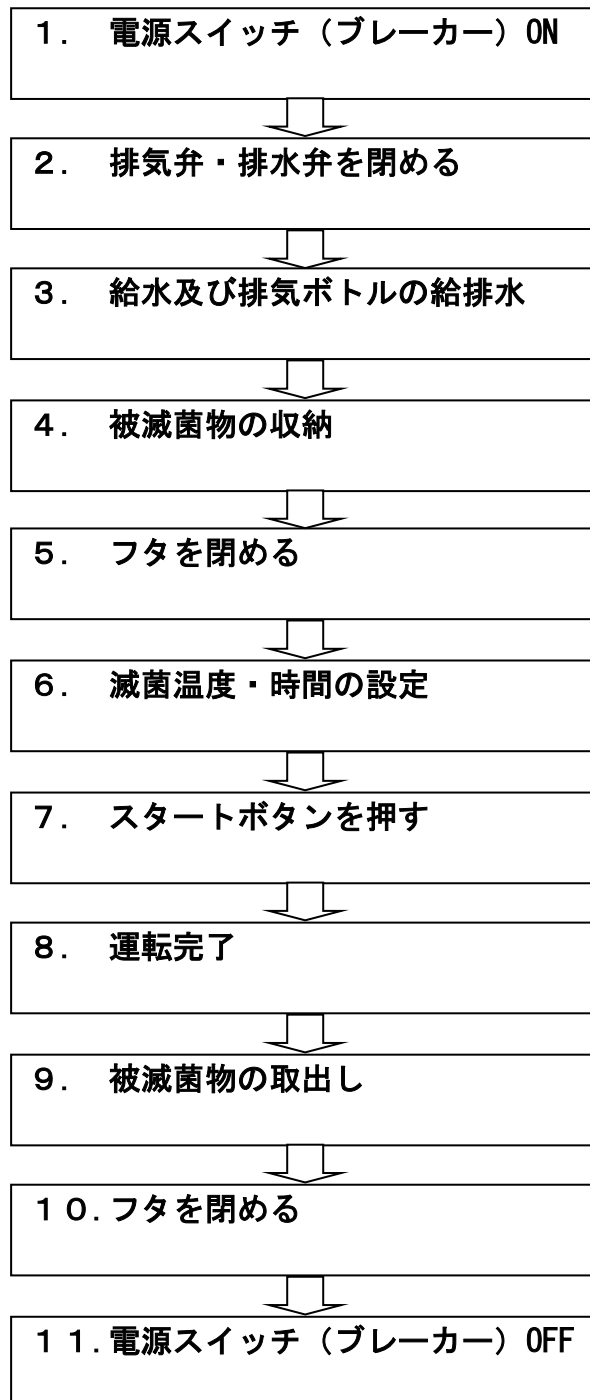 １.　電源スイッチ（ブレーカー）ON
２.　排気弁・排水弁を閉める
３.　給水及び排気ボトルの給排水
４.　被滅菌物の収納
５.　フタを閉める
６.　滅菌温度・時間の設定
７.　スタートボタンを押す
８.　運転完了
９.　被滅菌物の取出し
１０.フタを閉める
１１.電源スイッチ（ブレーカー）OFF